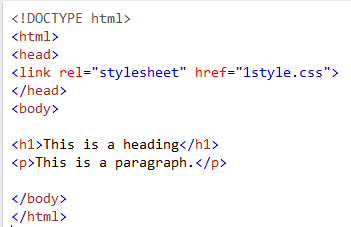 <!DOCTYPE html>
<html>
<head>
<link rel="stylesheet" href="1style.css">
</head>
<body>
<h1>This is a heading</h1>
<p>This is a paragraph.</p>
</body>
</html>